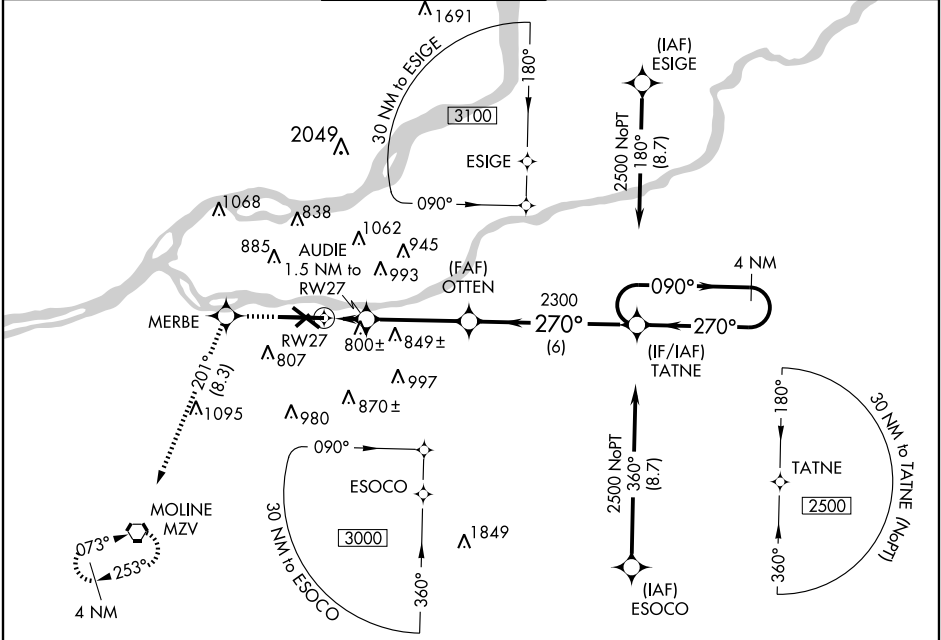 1691
30 NM to ESIGE
180°
3100
ESIGE
090°
(IAF)
ESIGE
2500 NoPT
180°
(8.7)
2049
1068
838
1062
885
945
993
AUDIE
1.5 NM to
RW27
(FAF)
OTTEN
2300
270°
(6)
4 NM
090°
270°
(IF/IAF)
TATNE
MERBE
RW27
800±
849±
807
997
870±
980
1095
201°
(8.3)
MOLINE
MZV
073°
253°
4 NM
090°
ESOCO
3000
30 NM to ESOCO
360°
1849
2500 NoPT
360°
(8.7)
(IAF)
ESOCO
180°
TATNE
2500
360°
30 NM to TATNE (NoPT)